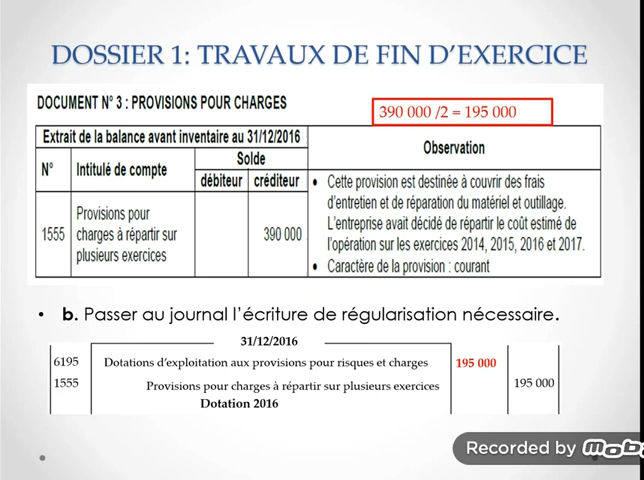 DOSSIER 1: TRAVAUX DE FIN D'EXERCICE
DOCUMENT N° 3 : PROVISIONS POUR CHARGES
390 000 /2 = 195 000
Extrait de la balance avant inventaire au 31/12/2016
Observation
N°
Intitulé de compte
Solde
débiteur
créditeur
1555
Provisions pour
charges à répartir sur
plusieurs exercices
390 000
• Cette provision est destinée à couvrir des frais
d'entretien et de réparation du matériel et outillage.
L'entreprise avait décidé de répartir le coût estimé de
l'opération sur les exercices 2014, 2015, 2016 et 2017.
• Caractère de la provision : courant
• b. Passer au journal l'écriture de régularisation nécessaire.
31/12/2016
6195 Dotations d'exploitation aux provisions pour risques et charges 195 000
1555 Provisions pour charges à répartir sur plusieurs exercices 195 000
Dotation 2016
Recorded by